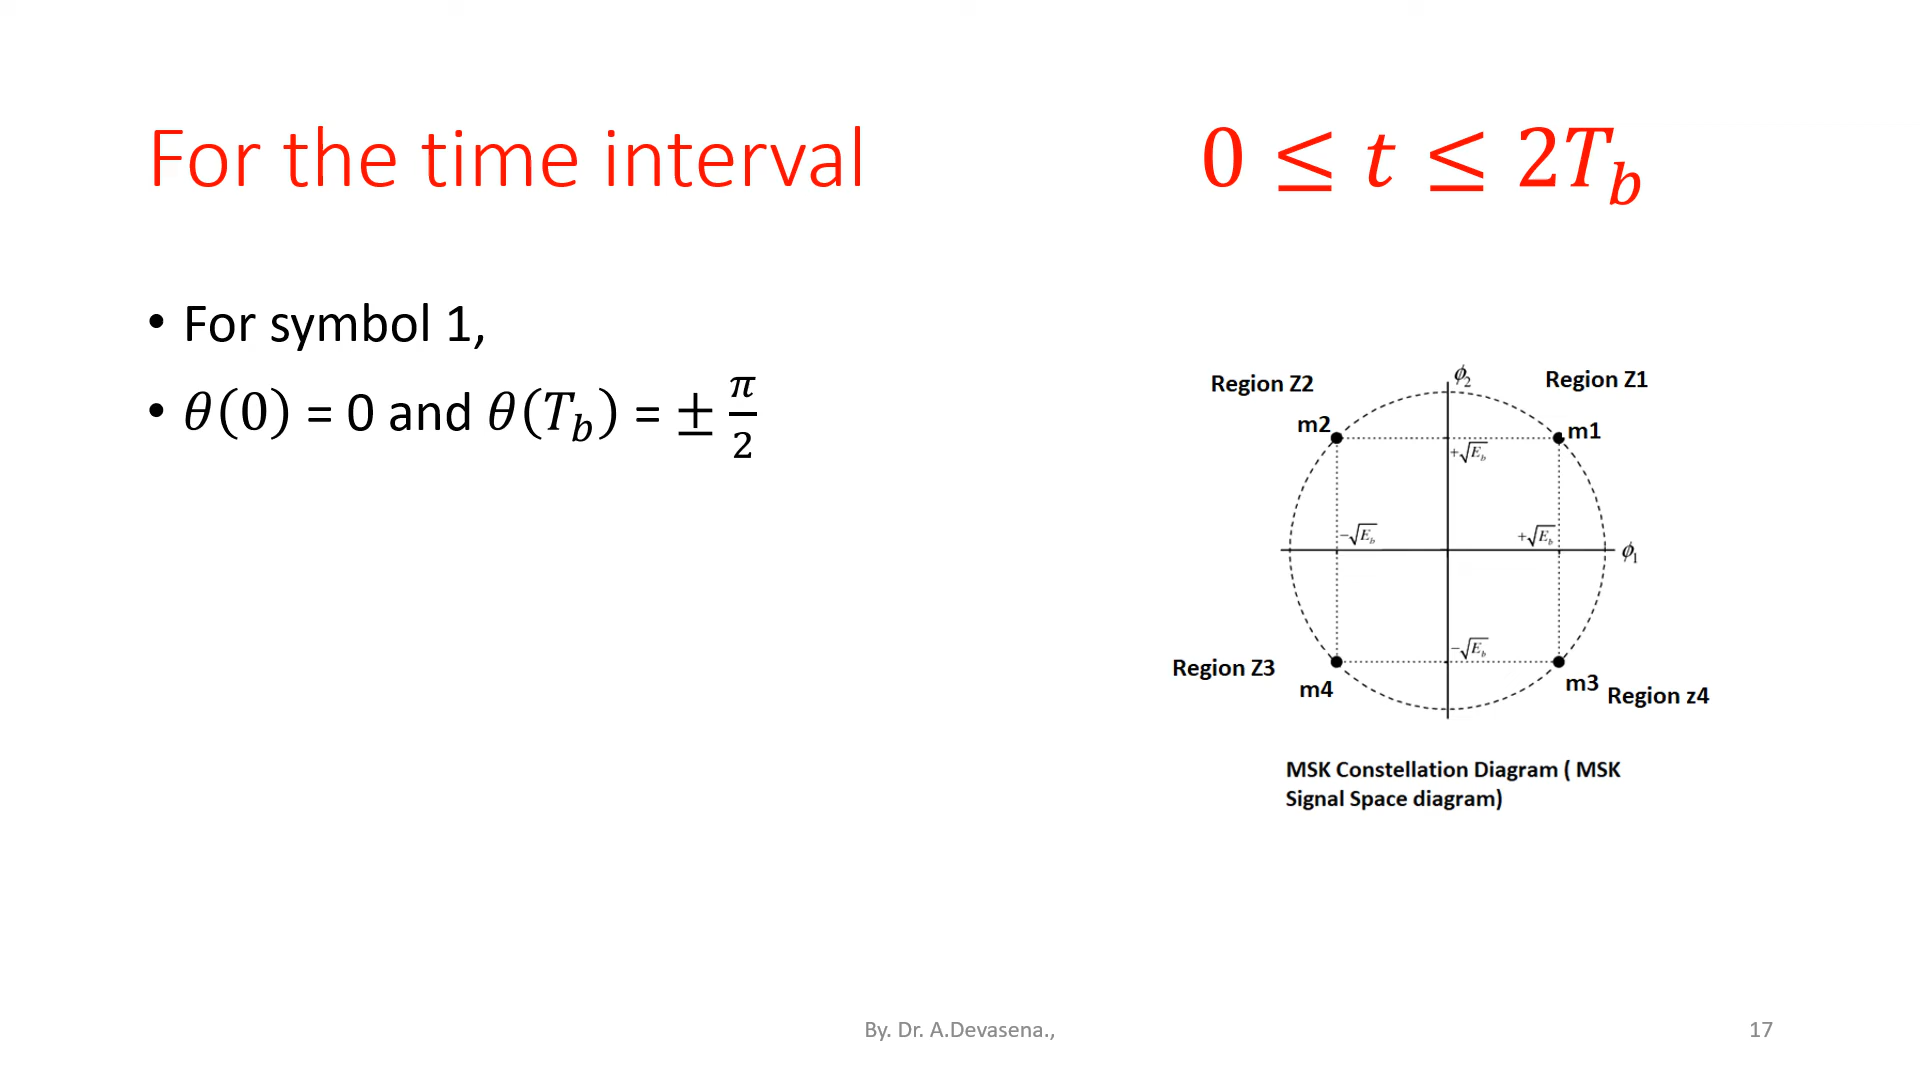 For the time interval 0 ≤ t ≤ 2T_b
• For symbol 1,
• θ(0) = 0 and θ(T_b) = ± π/2
Region Z2
ϕ₂
Region Z1
m2
m1
+√E_b
−√E_b
+√E_b
ϕ₁
−√E_b
Region Z3
m4
m3
Region z4
MSK Constellation Diagram ( MSK
Signal Space diagram)
By. Dr. A.Devasena.,
17